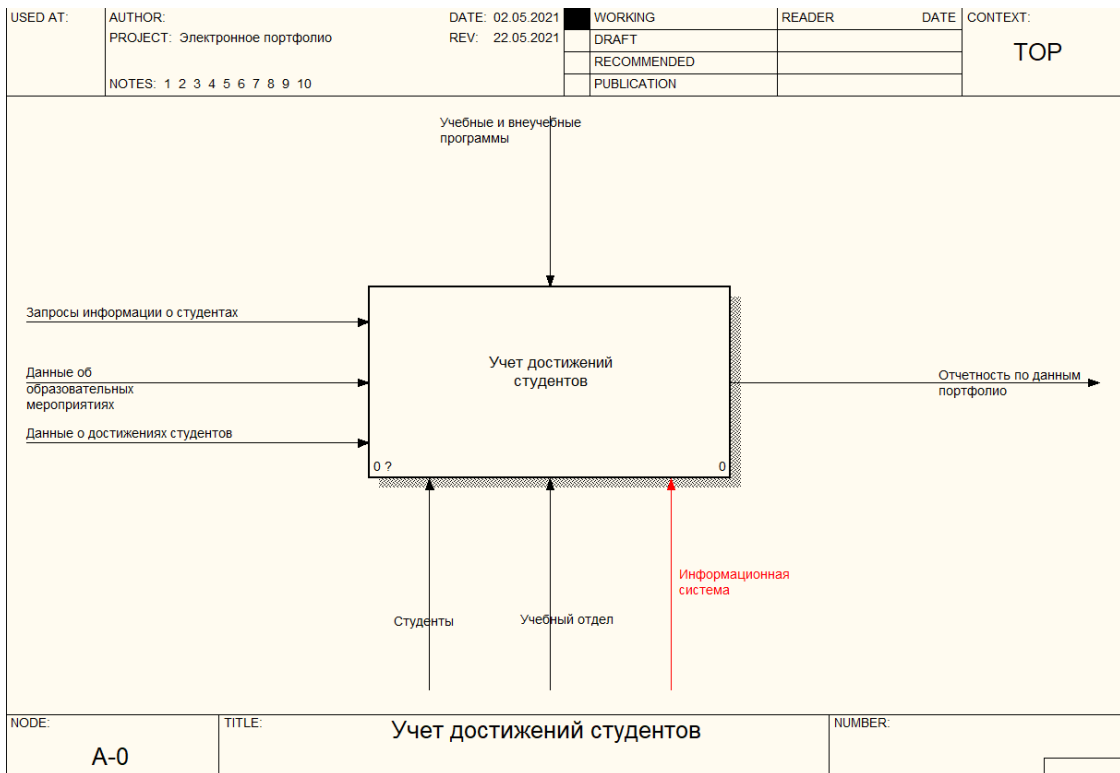 USED AT:
AUTHOR:
DATE: 02.05.2021
WORKING
READER
DATE
CONTEXT:
PROJECT: Электронное портфолио
REV: 22.05.2021
DRAFT
TOP
RECOMMENDED
NOTES: 1 2 3 4 5 6 7 8 9 10
PUBLICATION
Учебные и внеучебные
программы
Запросы информации о студентах
Учет достижений
студентов
Данные об
образовательных
мероприятиях
Отчетность по данным
портфолио
Данные о достижениях студентов
0 ?
0
Информационная
система
Студенты
Учебный отдел
NODE:
TITLE:
Учет достижений студентов
NUMBER:
A-0